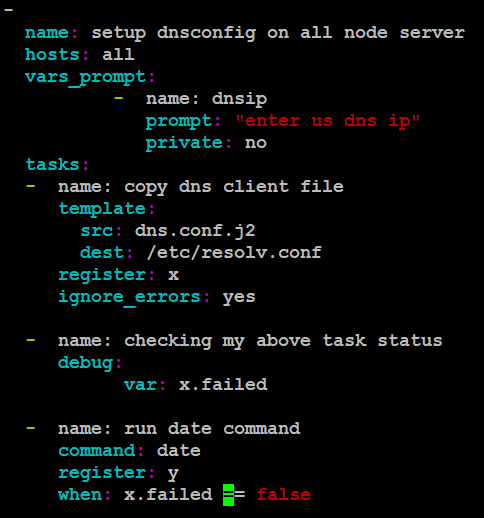 -
  name: setup dnsconfig on all node server
  hosts: all
  vars_prompt:
          -  name: dnsip
             prompt: "enter us dns ip"
             private: no
  tasks:
  -  name: copy dns client file
     template:
       src: dns.conf.j2
       dest: /etc/resolv.conf
     register: x
     ignore_errors: yes

  -  name: checking my above task status
     debug:
           var: x.failed

  -  name: run date command
     command: date
     register: y
     when: x.failed == false